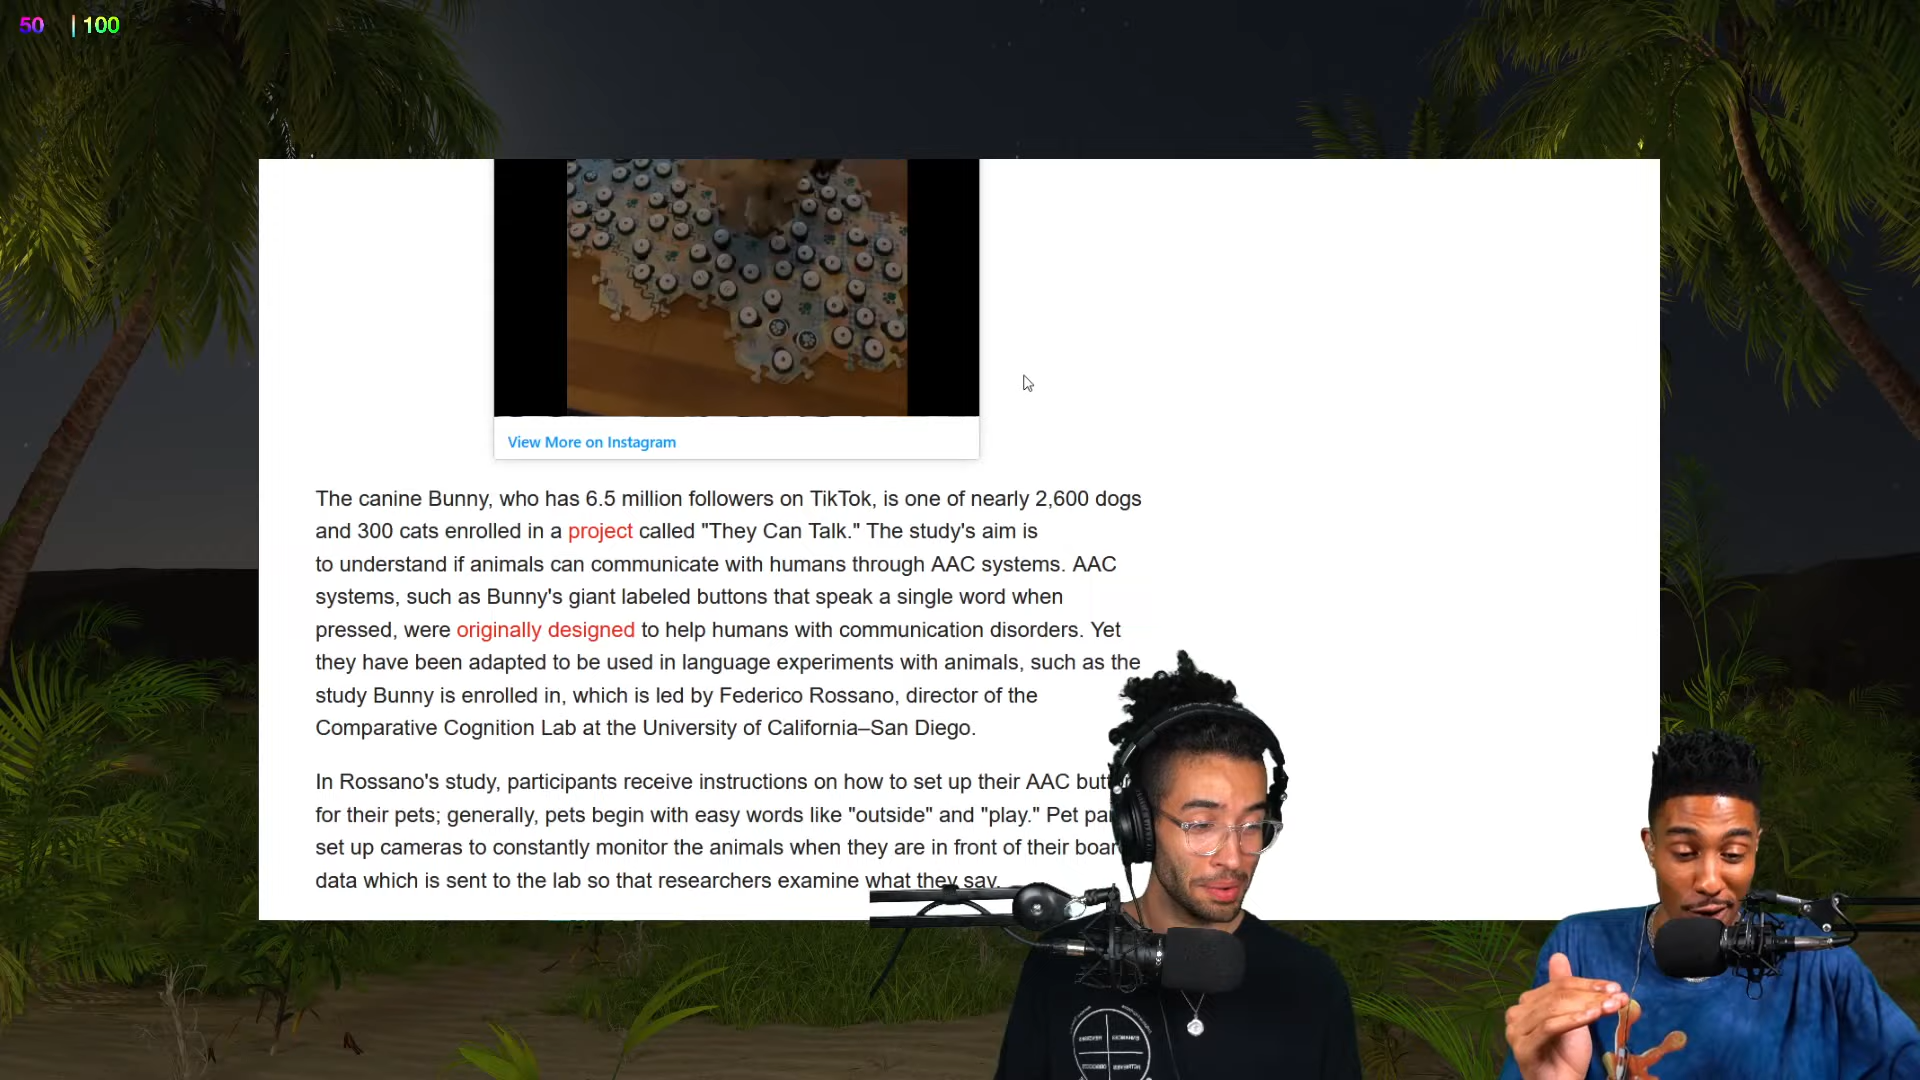 50 | 100
View More on Instagram
The canine Bunny, who has 6.5 million followers on TikTok, is one of nearly 2,600 dogs
and 300 cats enrolled in a project called "They Can Talk." The study's aim is
to understand if animals can communicate with humans through AAC systems. AAC
systems, such as Bunny's giant labeled buttons that speak a single word when
pressed, were originally designed to help humans with communication disorders. Yet
they have been adapted to be used in language experiments with animals, such as the
study Bunny is enrolled in, which is led by Federico Rossano, director of the
Comparative Cognition Lab at the University of California–San Diego.
In Rossano's study, participants receive instructions on how to set up their AAC
for their pets; generally, pets begin with easy words like "outside" and "play." Pet
set up cameras to constantly monitor the animals when they are in front of their
data which is sent to the lab so that researchers examine what they say.